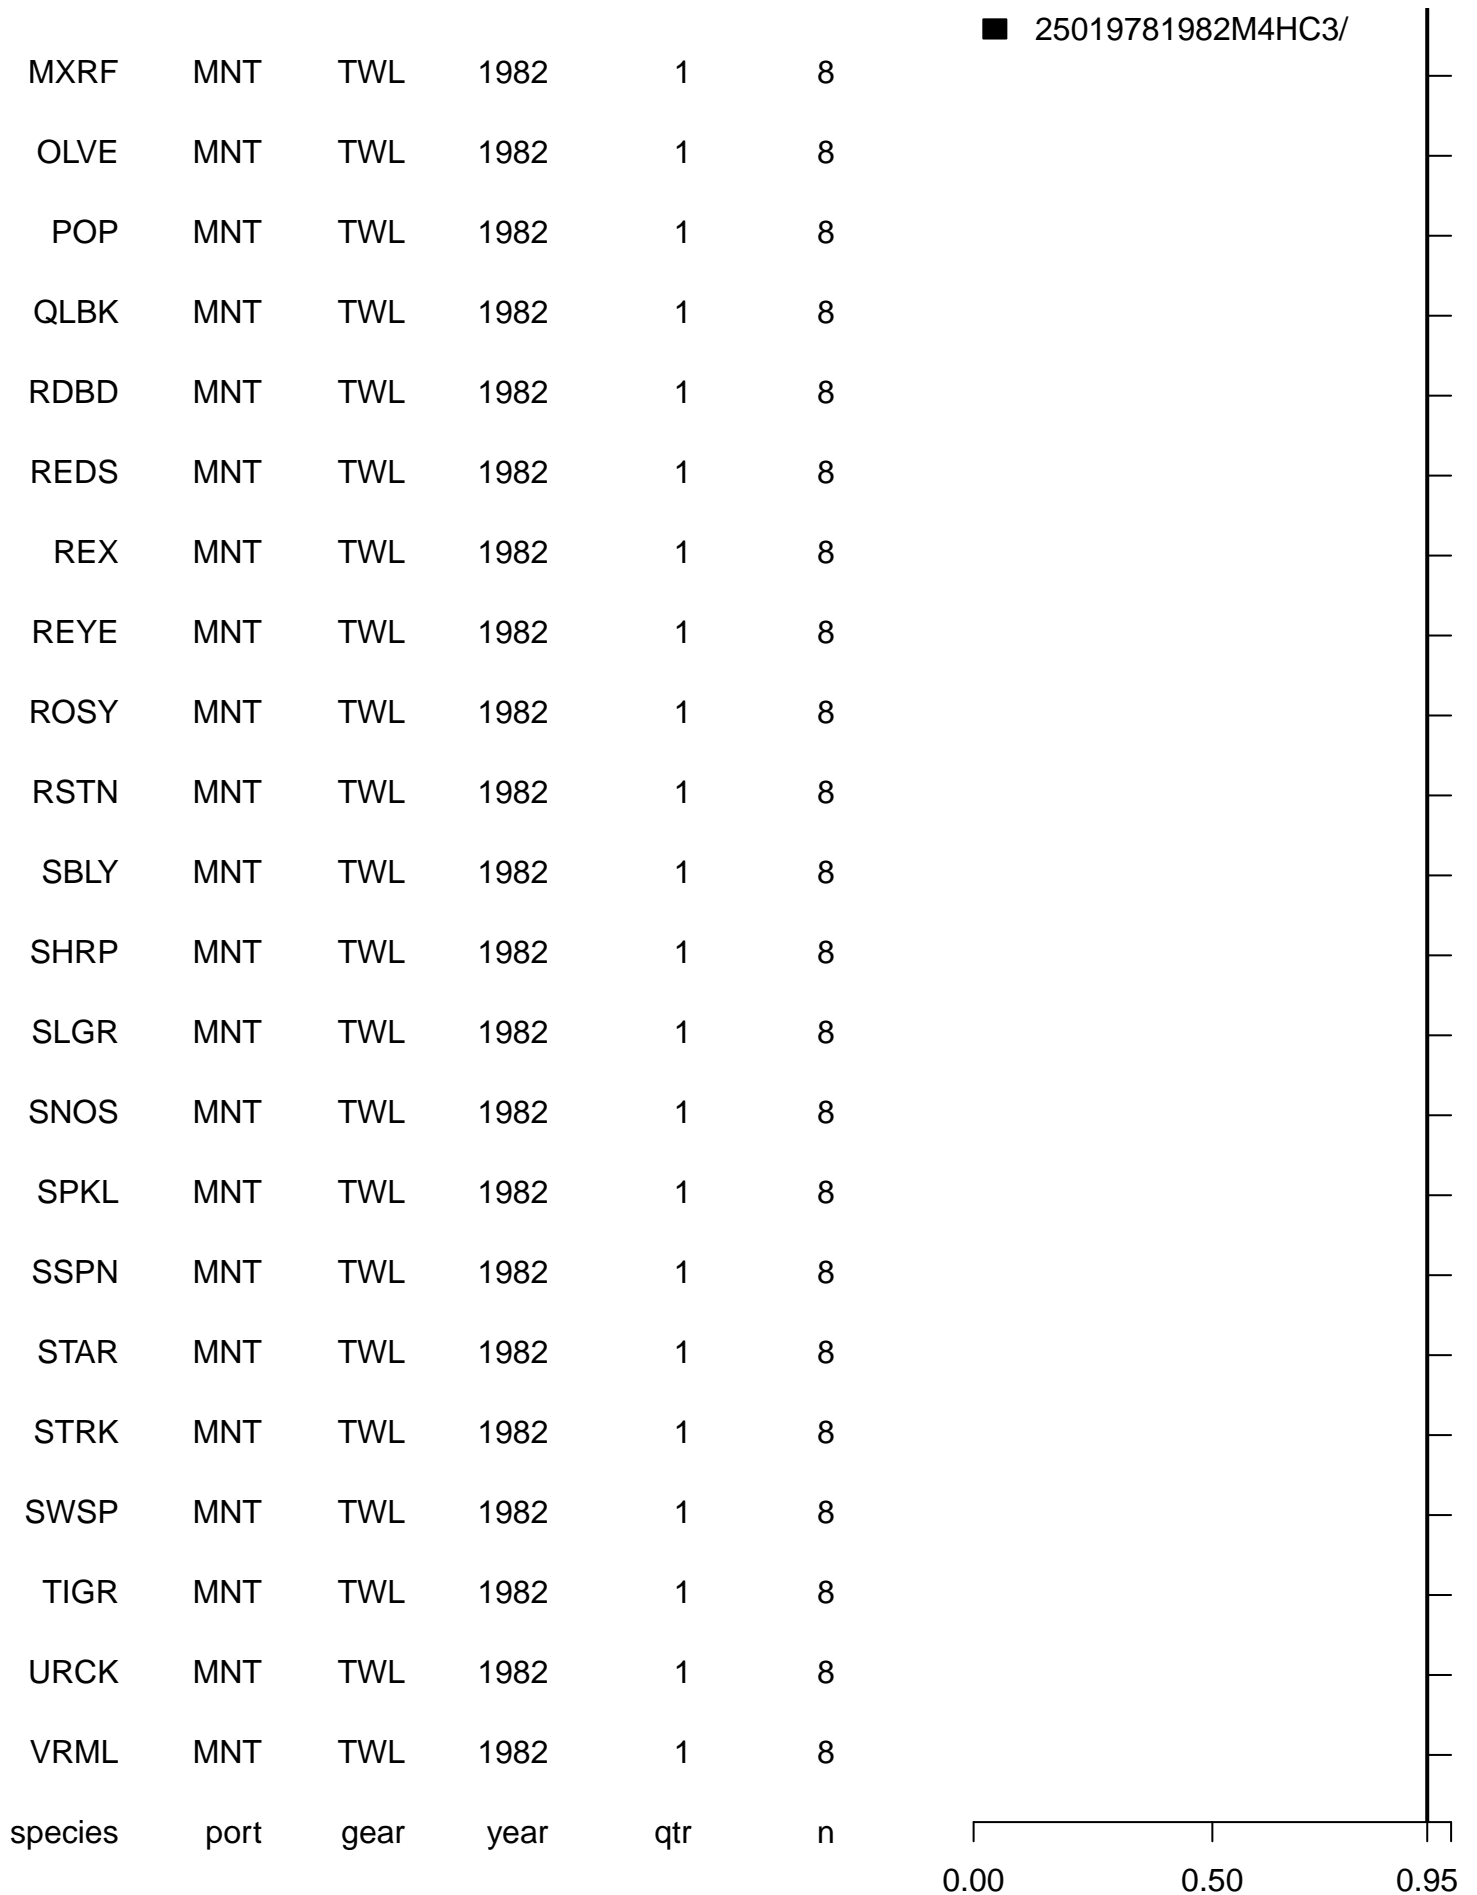 25019781982M4HC3/
MXRF MNT TWL 1982 1 8
OLVE MNT TWL 1982 1 8
POP MNT TWL 1982 1 8
QLBK MNT TWL 1982 1 8
RDBD MNT TWL 1982 1 8
REDS MNT TWL 1982 1 8
REX MNT TWL 1982 1 8
REYE MNT TWL 1982 1 8
ROSY MNT TWL 1982 1 8
RSTN MNT TWL 1982 1 8
SBLY MNT TWL 1982 1 8
SHRP MNT TWL 1982 1 8
SLGR MNT TWL 1982 1 8
SNOS MNT TWL 1982 1 8
SPKL MNT TWL 1982 1 8
SSPN MNT TWL 1982 1 8
STAR MNT TWL 1982 1 8
STRK MNT TWL 1982 1 8
SWSP MNT TWL 1982 1 8
TIGR MNT TWL 1982 1 8
URCK MNT TWL 1982 1 8
VRML MNT TWL 1982 1 8
species port gear year qtr n
0.00 0.50 0.95